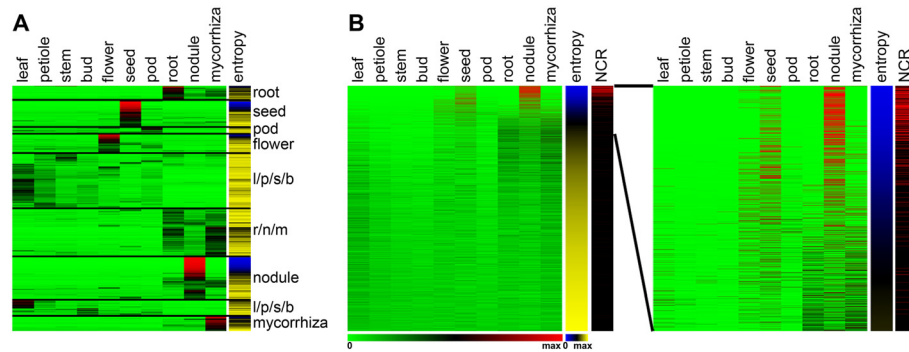 A
leaf petiole stem bud flower seed pod root nodule mycorrhiza entropy
root
seed
pod
flower
l/p/s/b
r/n/m
nodule
l/p/s/b
mycorrhiza
B
leaf petiole stem bud flower seed pod root nodule mycorrhiza entropy NCR
0 max 0 max
leaf petiole stem bud flower seed pod root nodule mycorrhiza entropy NCR